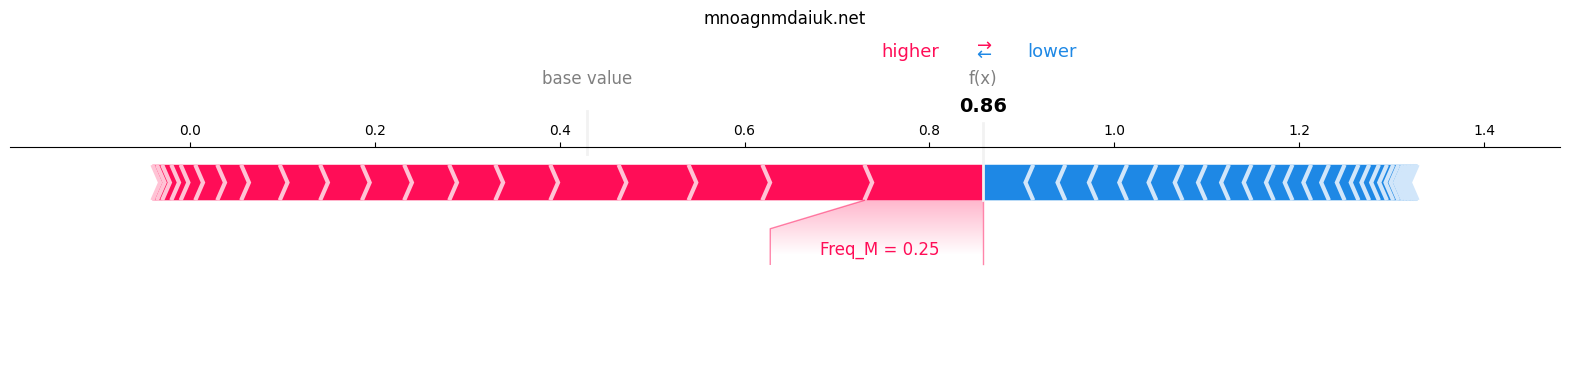 mnoagnmdaiuk.net
higher → ← lower
base value f(x)
0.86
0.0 0.2 0.4 0.6 0.8 1.0 1.2 1.4
Freq_M = 0.25